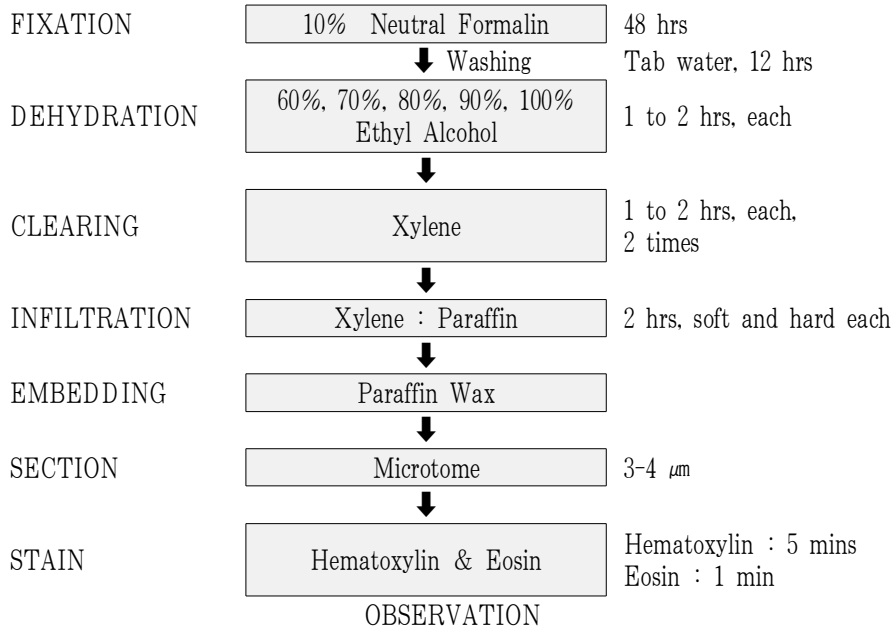 FIXATION 10% Neutral Formalin 48 hrs
Washing Tab water, 12 hrs
DEHYDRATION 60%, 70%, 80%, 90%, 100% Ethyl Alcohol 1 to 2 hrs, each
CLEARING Xylene 1 to 2 hrs, each,
2 times
INFILTRATION Xylene : Paraffin 2 hrs, soft and hard each
EMBEDDING Paraffin Wax
SECTION Microtome 3-4 ㎛
STAIN Hematoxylin & Eosin Hematoxylin : 5 mins
Eosin : 1 min
OBSERVATION